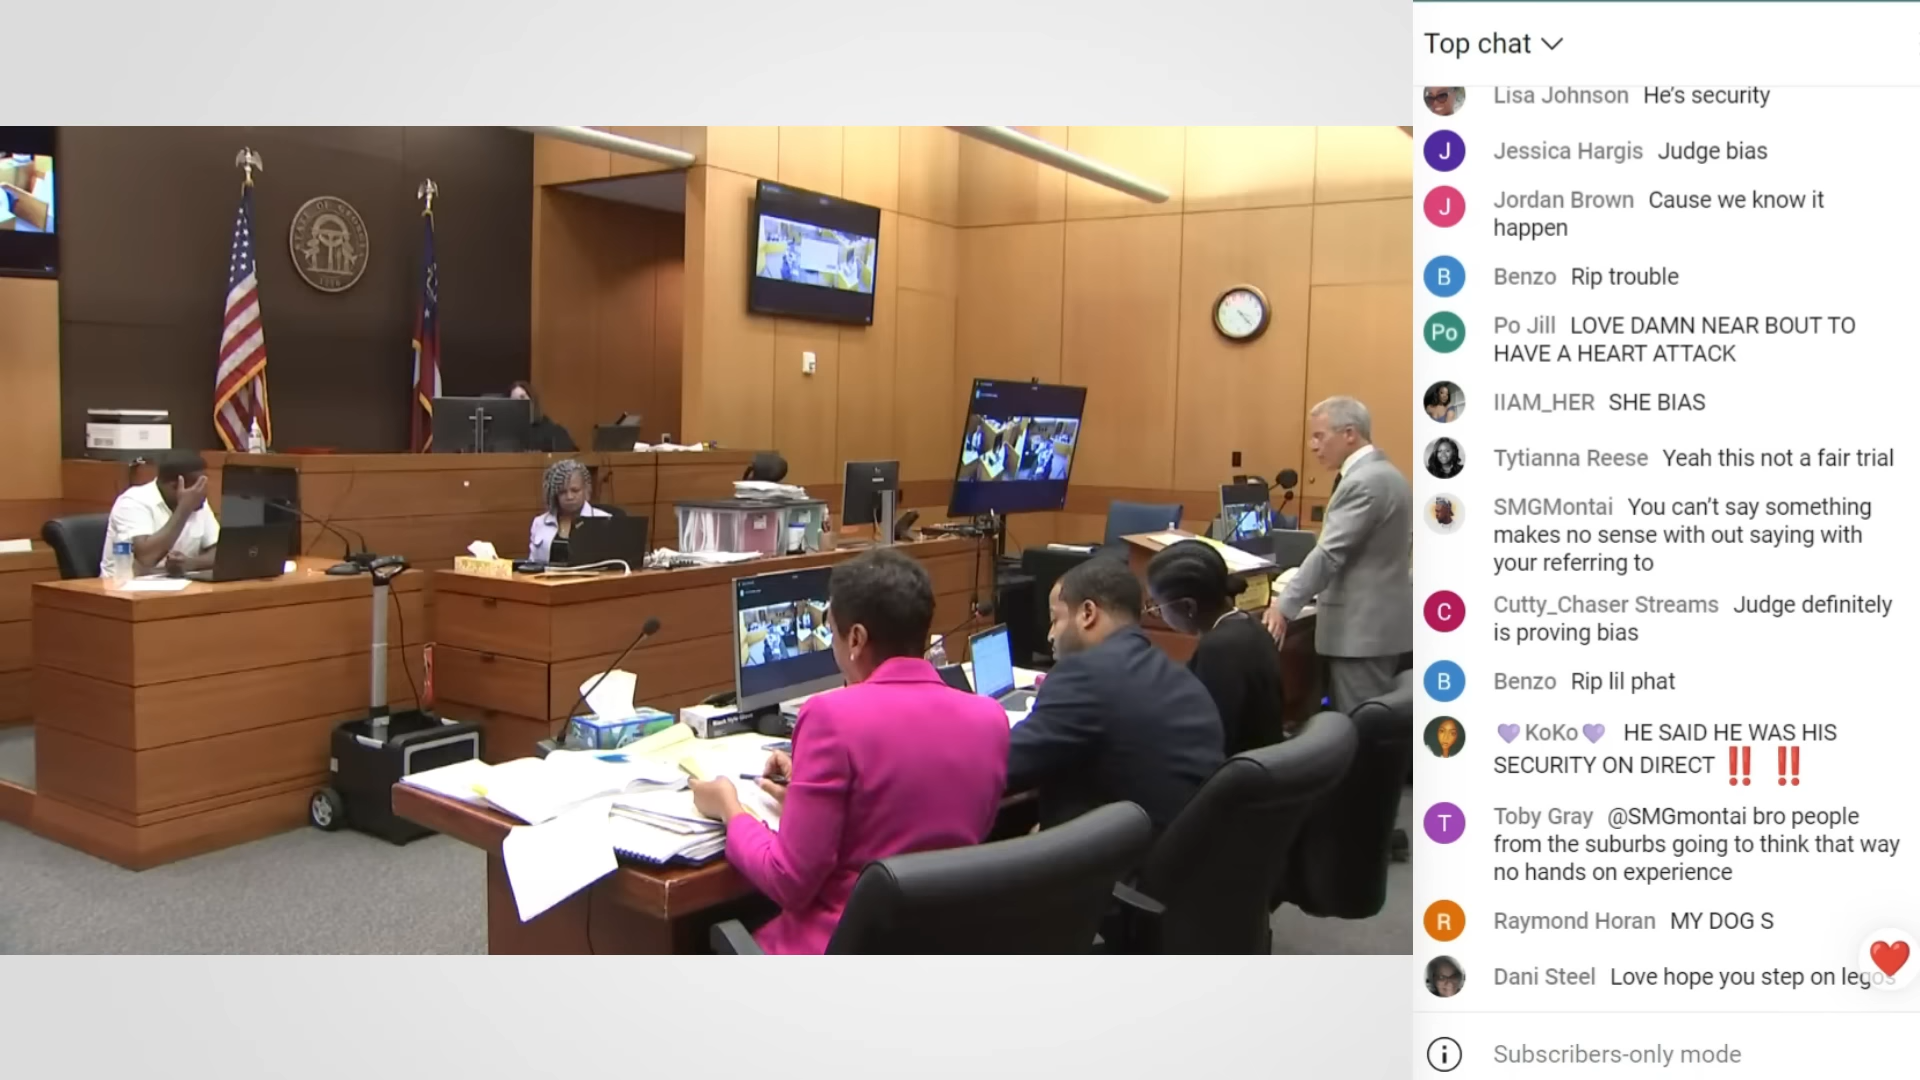 STATE OF GEORGIA
1776
Top chat
Lisa Johnson He's security
J Jessica Hargis Judge bias
J Jordan Brown Cause we know it
happen
B Benzo Rip trouble
Po Po Jill LOVE DAMN NEAR BOUT TO
HAVE A HEART ATTACK
IIAM_HER SHE BIAS
Tytianna Reese Yeah this not a fair trial
SMGMontai You can't say something
makes no sense with out saying with
your referring to
C Cutty_Chaser Streams Judge definitely
is proving bias
B Benzo Rip lil phat
💜KoKo💜 HE SAID HE WAS HIS
SECURITY ON DIRECT ‼️ ‼️
T Toby Gray @SMGmontai bro people
from the suburbs going to think that way
no hands on experience
R Raymond Horan MY DOG S
Dani Steel Love hope you step on legos
Subscribers-only mode